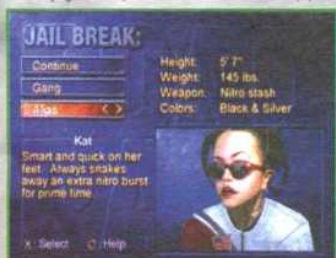 JAIL BREAK:
Continue
Gang
Alias < >
Height: 5' 7"
Weight: 145 lbs.
Weapon: Nitro stash
Colors: Black & Silver
Kat
Smart and quick on her
feet. Always snakes
away an extra nitro burst
for prime time.
X : Select O : Help